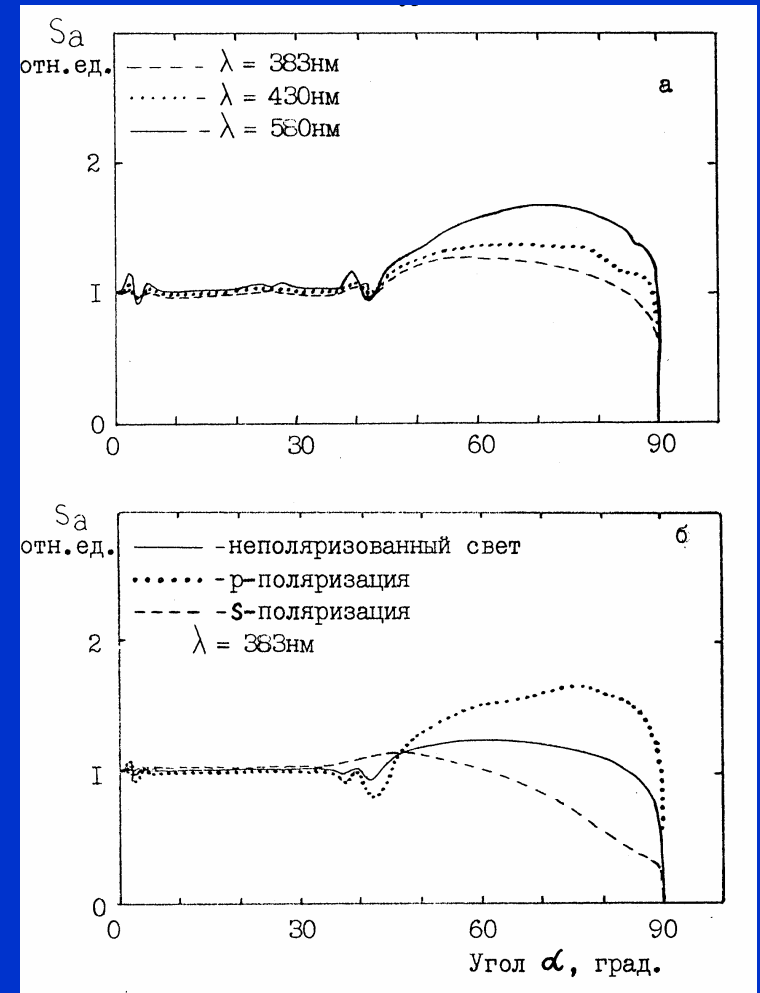 Sa
отн.ед.
---- λ = 383нм
······- λ = 430нм
—— - λ = 580нм
а
2
I
0
0 30 60 90
Sa
отн.ед.
—— -неполяризованный свет
б
······ -р-поляризация
---- -S-поляризация
λ = 383нм
2
I
0
0 30 60 90
Угол α, град.